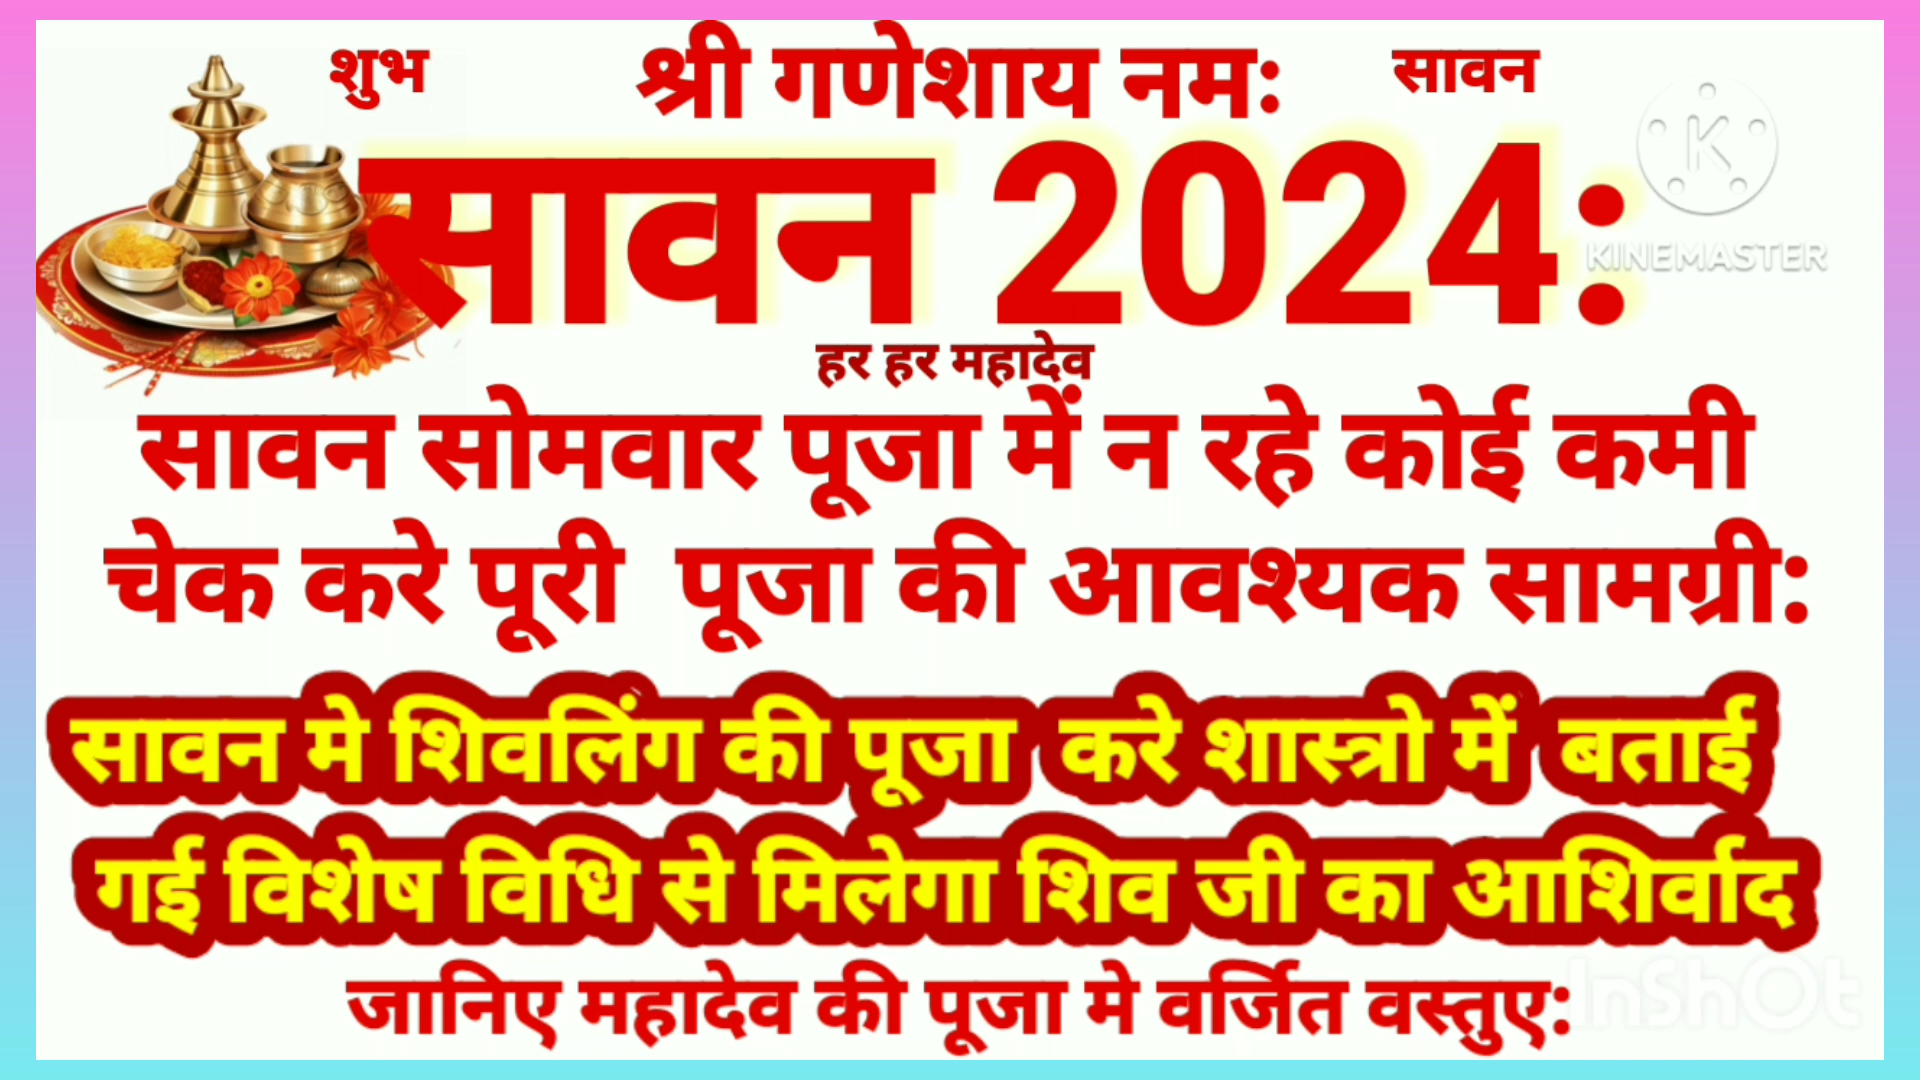 शुभ
श्री गणेशाय नमः
सावन
सावन 2024:
KINEMASTER
हर हर महादेव
सावन सोमवार पूजा में न रहे कोई कमी
चेक करे पूरी पूजा की आवश्यक सामग्री:
सावन मे शिवलिंग की पूजा करे शास्त्रो में बताई
गई विशेष विधि से मिलेगा शिव जी का आशिर्वाद
जानिए महादेव की पूजा मे वर्जित वस्तुए:
InShOt